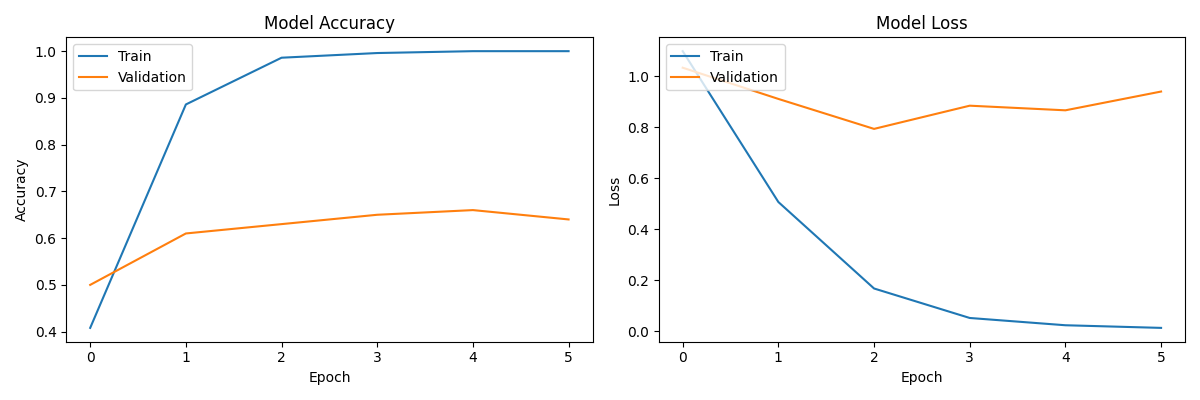 Model Accuracy
Train
Validation
1.0
0.9
0.8
0.7
0.6
0.5
0.4
Accuracy
0 1 2 3 4 5
Epoch
Model Loss
Train
Validation
1.0
0.8
0.6
0.4
0.2
0.0
Loss
0 1 2 3 4 5
Epoch